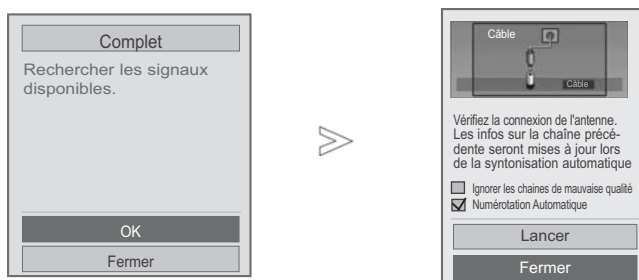 Complet
Rechercher les signaux
disponibles.
OK
Fermer
Câble
Câble
Vérifiez la connexion de l'antenne.
Les infos sur la chaîne précé-
dente seront mises à jour lors
de la syntonisation automatique
Ignorer les chaines de mauvaise qualité
Numérotation Automatique
Lancer
Fermer